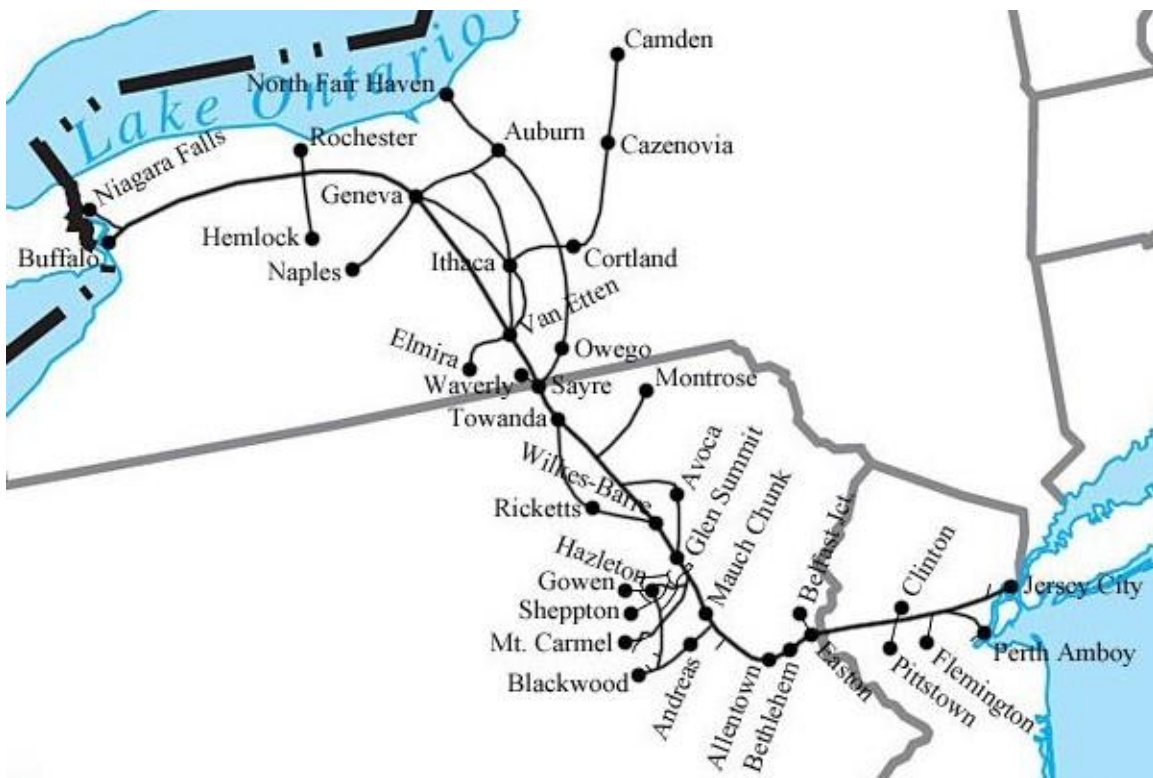 Camden
North Fair Haven
Lake Ontario
Rochester
Auburn
Cazenovia
Niagara Falls
Geneva
Hemlock
Buffalo
Naples
Ithaca
Cortland
Van Etten
Elmira
Owego
Waverly
Sayre
Montrose
Towanda
Wilkes-Barre
Avoca
Glen Summit
Mauch Chunk
Ricketts
Belfast Jct.
Hazleton
Gowen
Clinton
Jersey City
Sheppton
Mt. Carmel
Perth Amboy
Blackwood
Andreas
Allentown
Bethlehem
Easton
Pittstown
Flemington